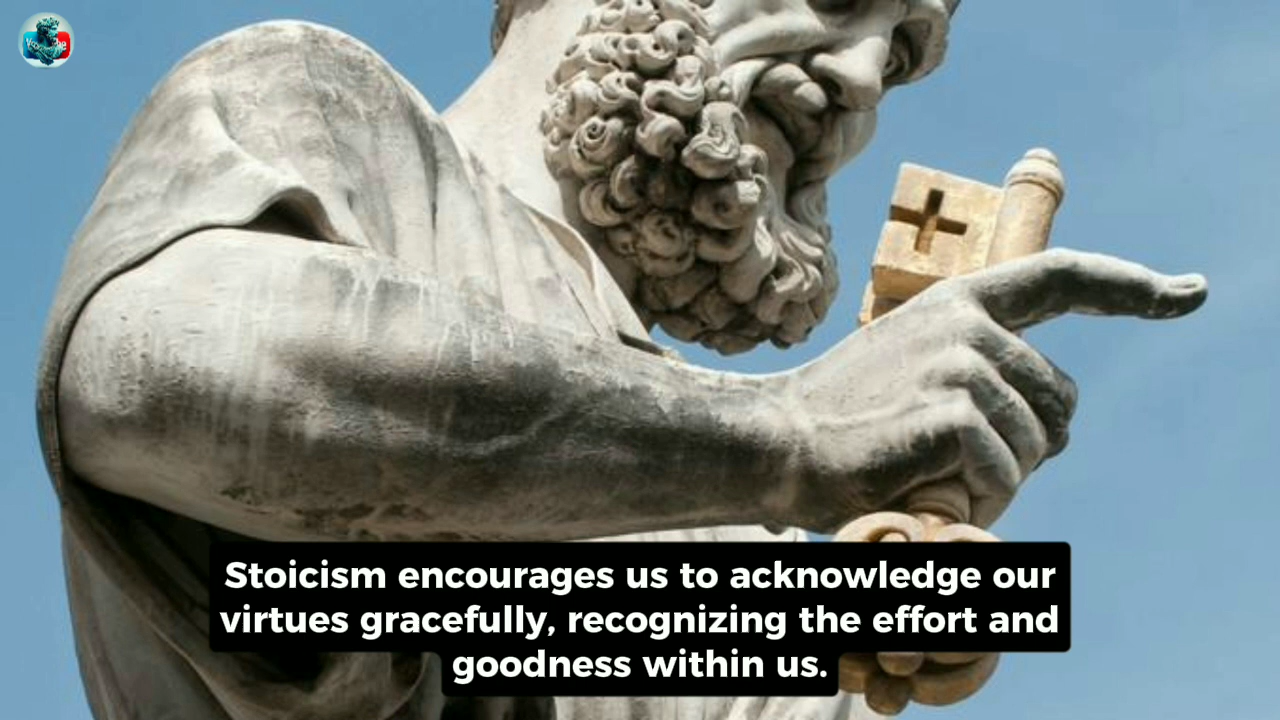 Stoicism encourages us to acknowledge our
virtues gracefully, recognizing the effort and
goodness within us.